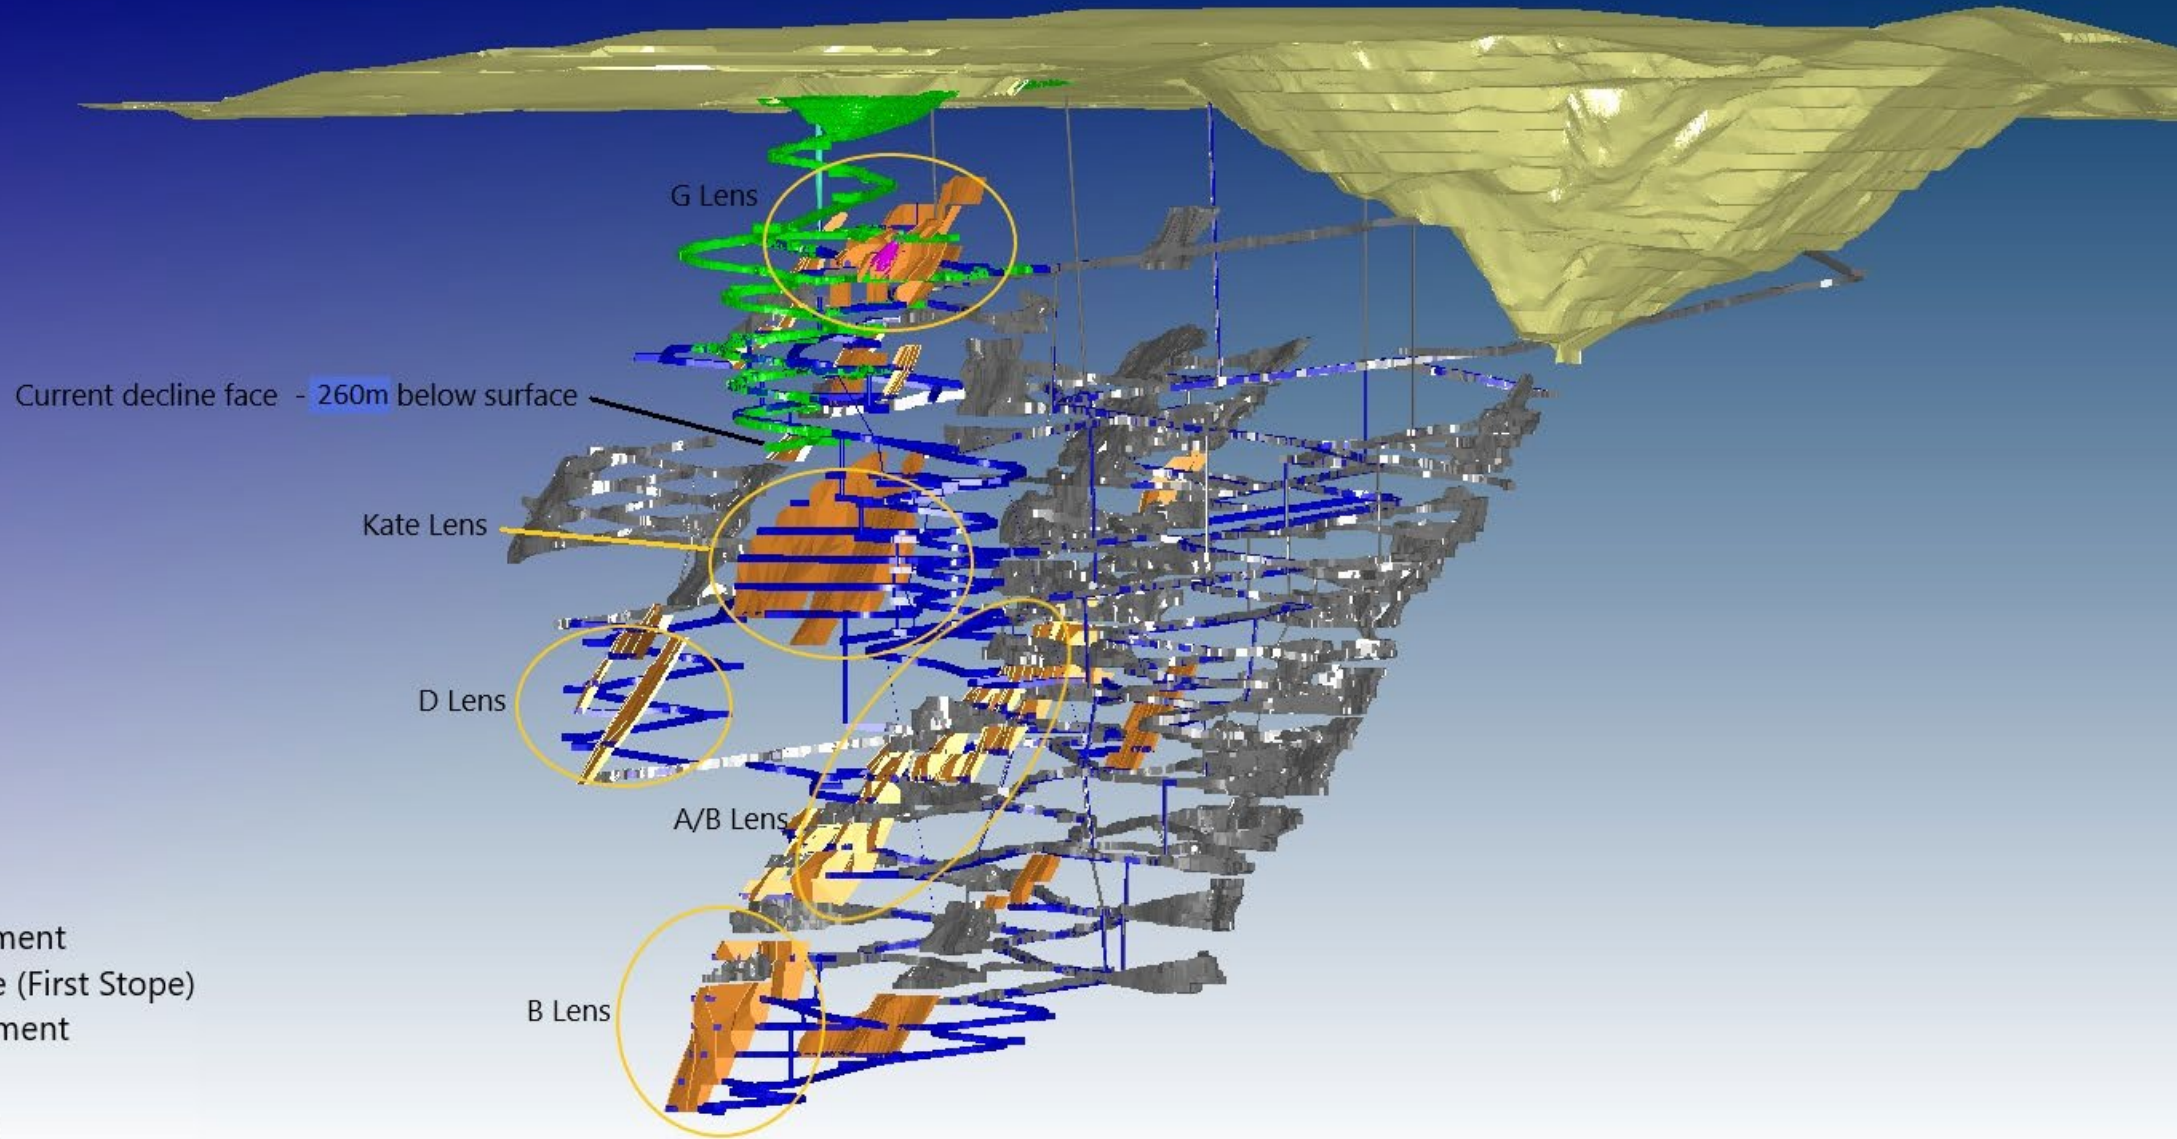 G Lens
Current decline face - 260m below surface
Kate Lens
D Lens
A/B Lens
B Lens
ment
e (First Stope)
ment